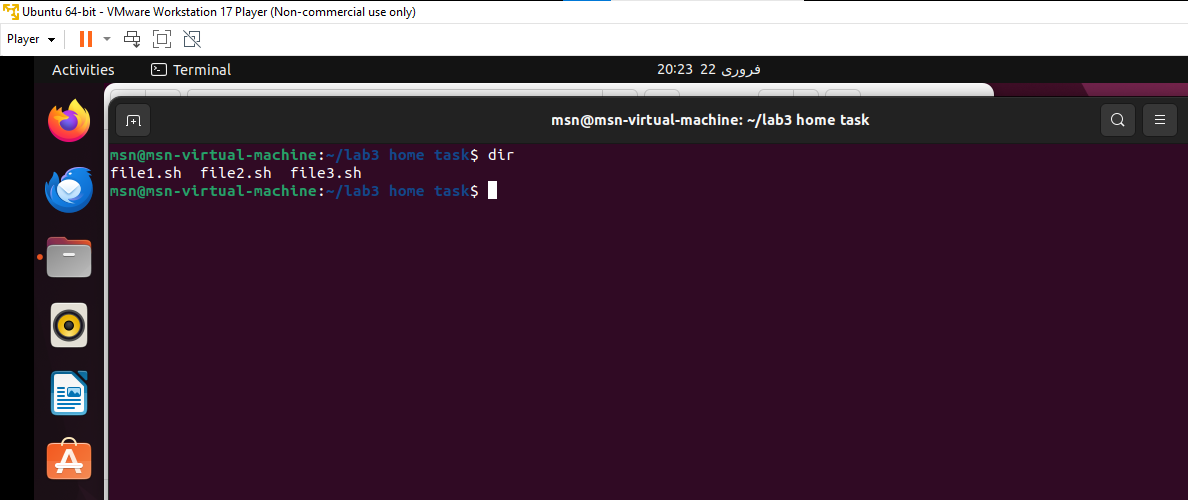 Ubuntu 64-bit - VMware Workstation 17 Player (Non-commercial use only)
Player
Activities Terminal 20:23 22 فروری
msn@msn-virtual-machine: ~/lab3 home task
msn@msn-virtual-machine:~/lab3 home task$ dir
file1.sh  file2.sh  file3.sh
msn@msn-virtual-machine:~/lab3 home task$